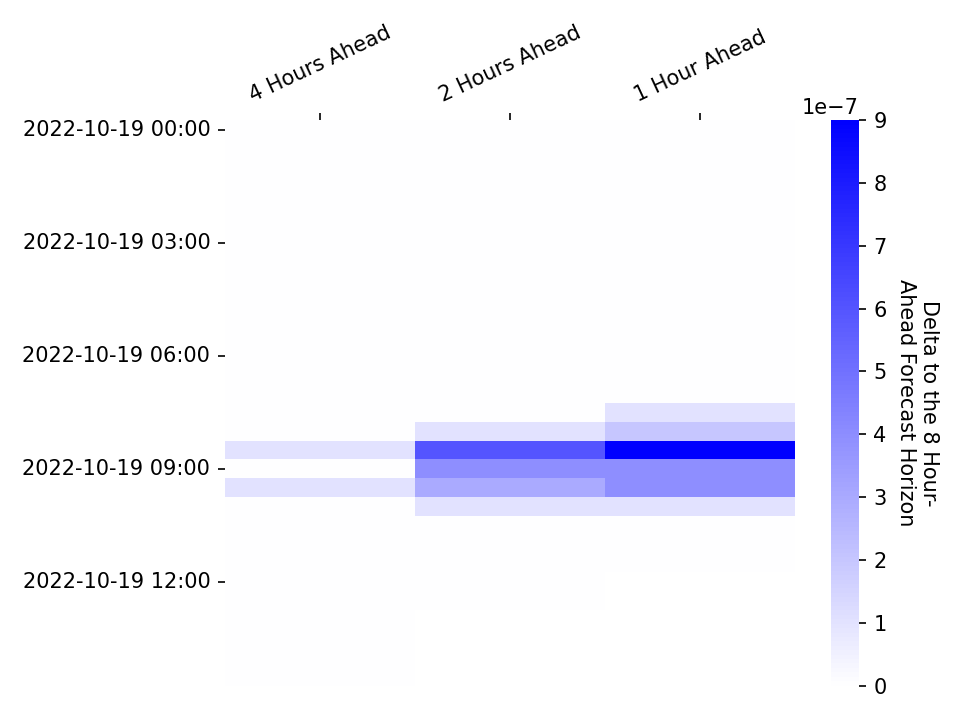 4 Hours Ahead
2 Hours Ahead
1 Hour Ahead
1e−7
2022-10-19 00:00
2022-10-19 03:00
2022-10-19 06:00
2022-10-19 09:00
2022-10-19 12:00
9
8
7
6
5
4
3
2
1
0
Delta to the 8 Hour-
Ahead Forecast Horizon